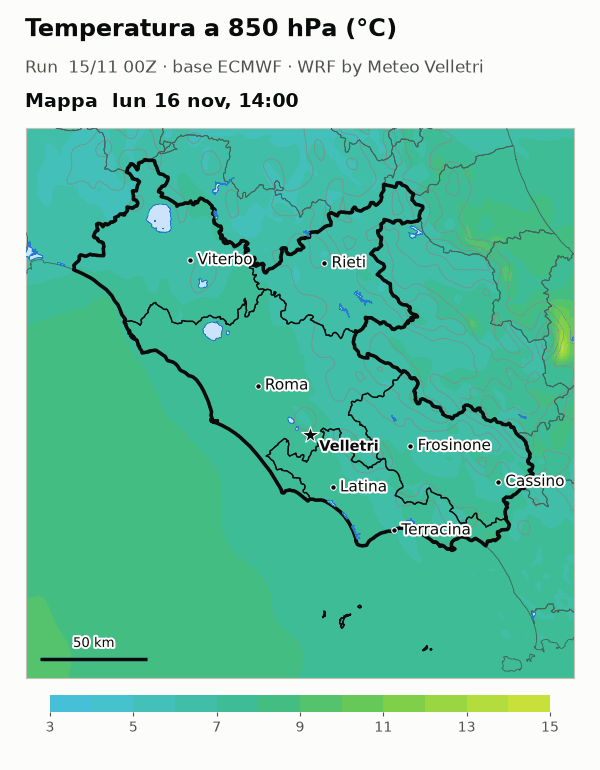 Temperatura a 850 hPa (°C)
Run  15/11 00Z · base ECMWF · WRF by Meteo Velletri
Mappa  lun 16 nov, 14:00
Viterbo
Rieti
Roma
Velletri
Frosinone
Cassino
Latina
Terracina
50 km
3 5 7 9 11 13 15